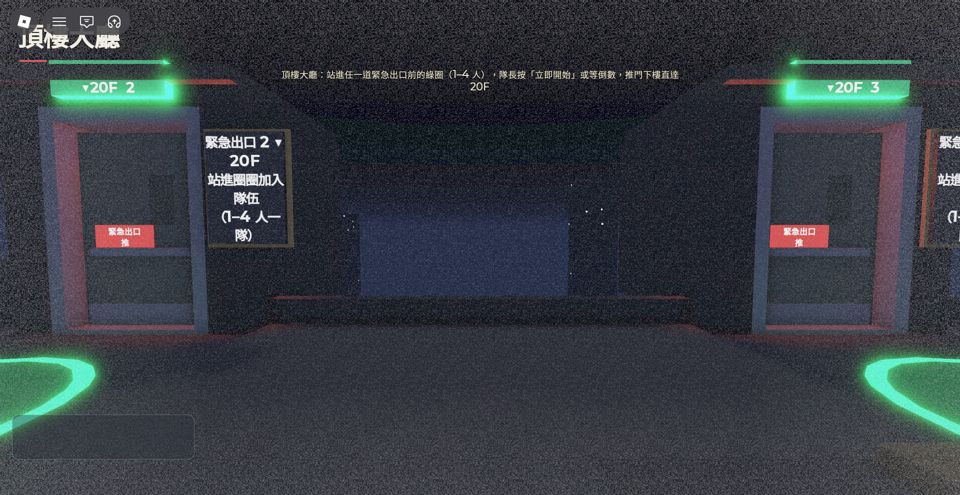 頂樓大廳
頂樓大廳：站進任一道緊急出口前的綠圈（1–4 人），隊長按「立即開始」或等倒數，推門下樓直達
20F
▼20F 2
▼20F 3
緊急出口 2 ▼
20F
站進圈圈加入
隊伍
（1–4 人一
隊）
緊急出口
推
緊急出口
推
緊急
站進
（1-